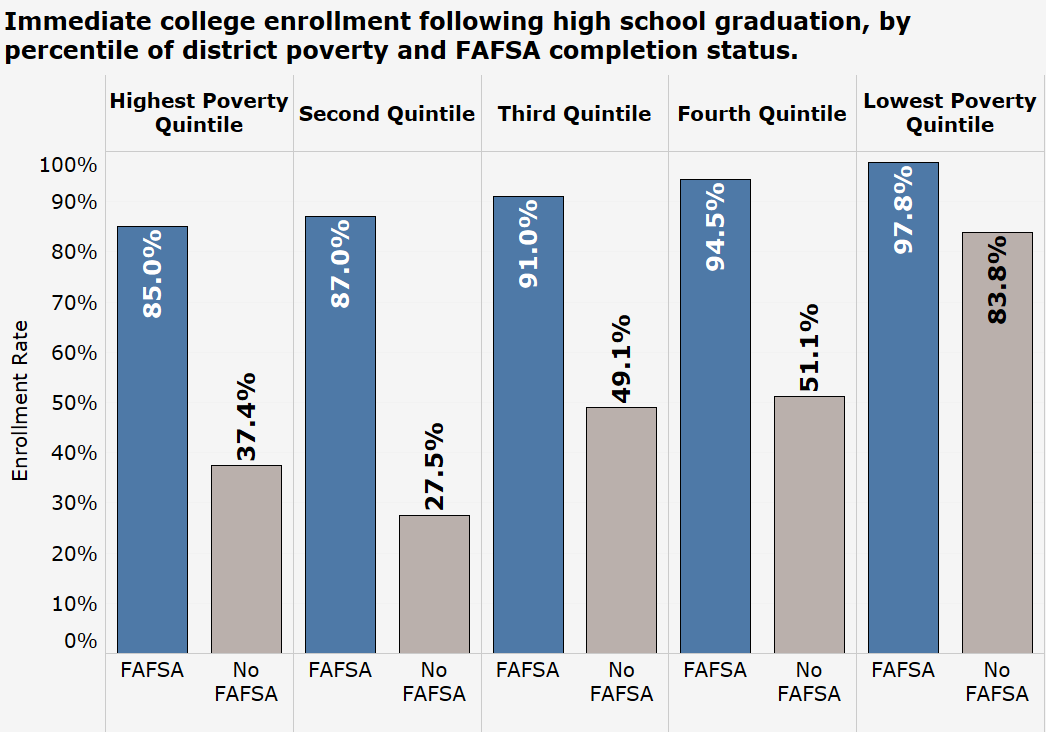 Immediate college enrollment following high school graduation, by
percentile of district poverty and FAFSA completion status.
Highest Poverty
Quintile
Second Quintile
Third Quintile
Fourth Quintile
Lowest Poverty
Quintile
Enrollment Rate
100%
90%
80%
70%
60%
50%
40%
30%
20%
10%
0%
85.0%
37.4%
87.0%
27.5%
91.0%
49.1%
94.5%
51.1%
97.8%
83.8%
FAFSA
No
FAFSA
FAFSA
No
FAFSA
FAFSA
No
FAFSA
FAFSA
No
FAFSA
FAFSA
No
FAFSA